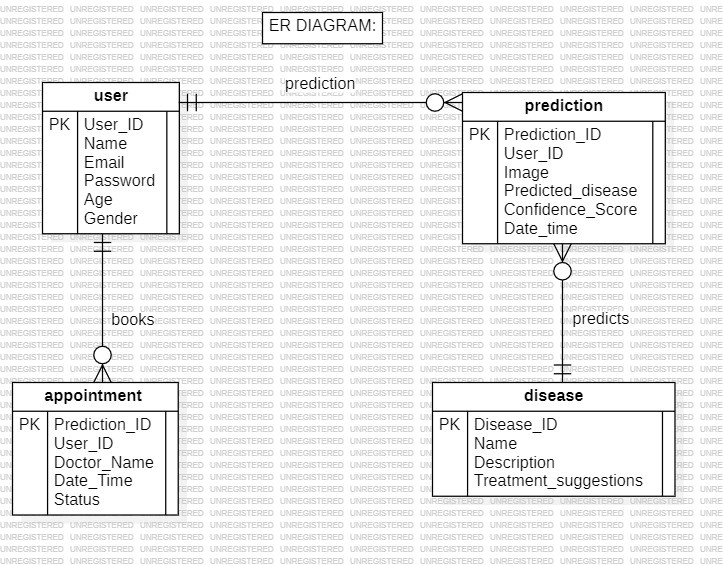 ER DIAGRAM:
prediction
user
PK
User_ID
Name
Email
Password
Age
Gender
prediction
PK
Prediction_ID
User_ID
Image
Predicted_disease
Confidence_Score
Date_time
books
predicts
appointment
PK
Prediction_ID
User_ID
Doctor_Name
Date_Time
Status
disease
PK
Disease_ID
Name
Description
Treatment_suggestions
UNREGISTERED